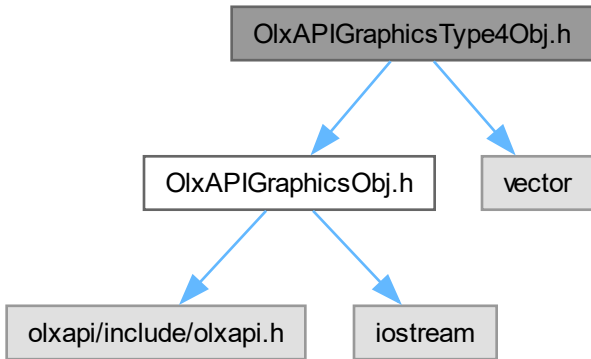 OlxAPIGraphicsType4Obj.h
OlxAPIGraphicsObj.h
vector
olxapi/include/olxapi.h
iostream